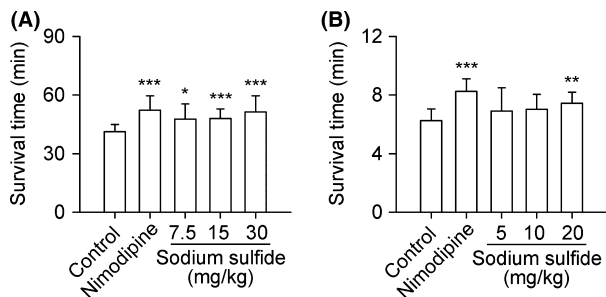 (A)
Survival time (min)
90
60
30
0
***
*
***
***
Control
Nimodipine
7.5 15 30
Sodium sulfide
(mg/kg)
(B)
Survival time (min)
12
8
4
0
***
**
Control
Nimodipine
5 10 20
Sodium sulfide
(mg/kg)